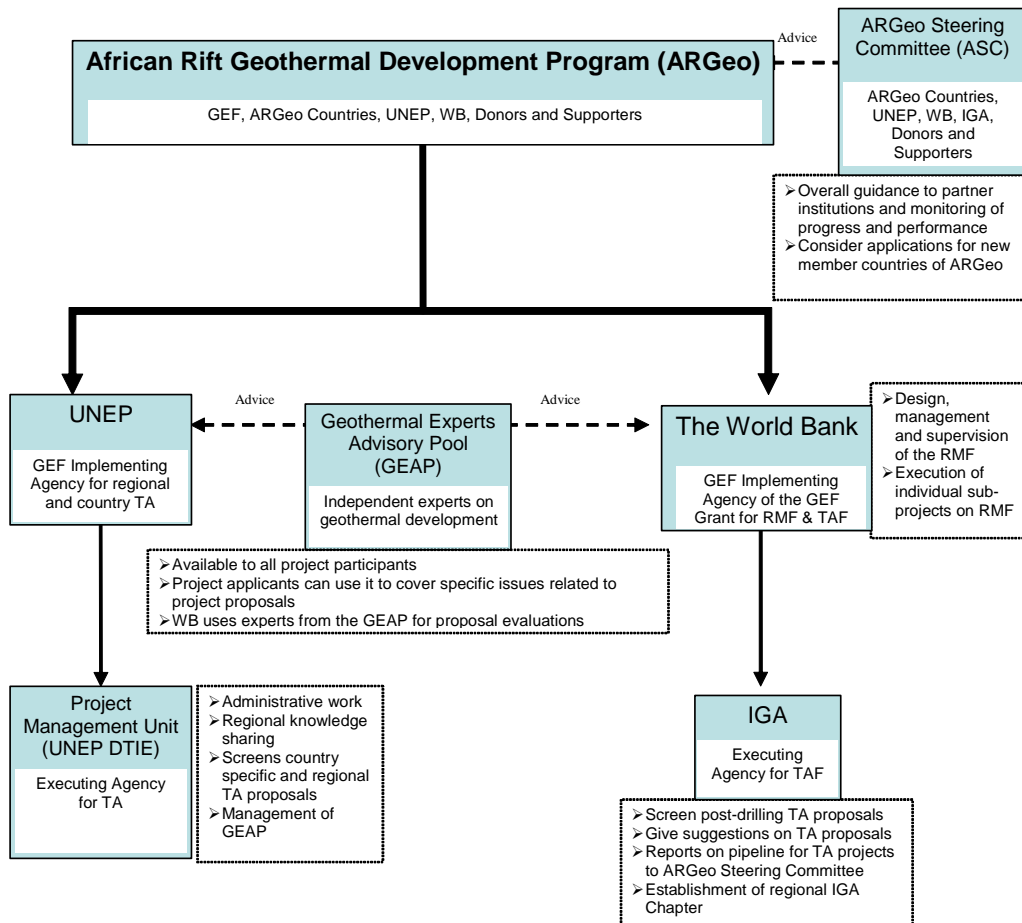 African Rift Geothermal Development Program (ARGeo)
GEF, ARGeo Countries, UNEP, WB, Donors and Supporters
Advice
ARGeo Steering
Committee (ASC)
ARGeo Countries,
UNEP, WB, IGA,
Donors and
Supporters
➢Overall guidance to partner
institutions and monitoring of
progress and performance
➢Consider applications for new
member countries of ARGeo
UNEP
GEF Implementing
Agency for regional
and country TA
Advice
Geothermal Experts
Advisory Pool
(GEAP)
Independent experts on
geothermal development
Advice
The World Bank
GEF Implementing
Agency of the GEF
Grant for RMF & TAF
➢Design,
management
and supervision
of the RMF
➢Execution of
individual sub-
projects on RMF
➢Available to all project participants
➢Project applicants can use it to cover specific issues related to
project proposals
➢WB uses experts from the GEAP for proposal evaluations
Project
Management Unit
(UNEP DTIE)
Executing Agency
for TA
➢Administrative work
➢Regional knowledge
sharing
➢Screens country
specific and regional
TA proposals
➢Management of
GEAP
IGA
Executing
Agency for TAF
➢Screen post-drilling TA proposals
➢Give suggestions on TA proposals
➢Reports on pipeline for TA projects
to ARGeo Steering Committee
➢Establishment of regional IGA
Chapter